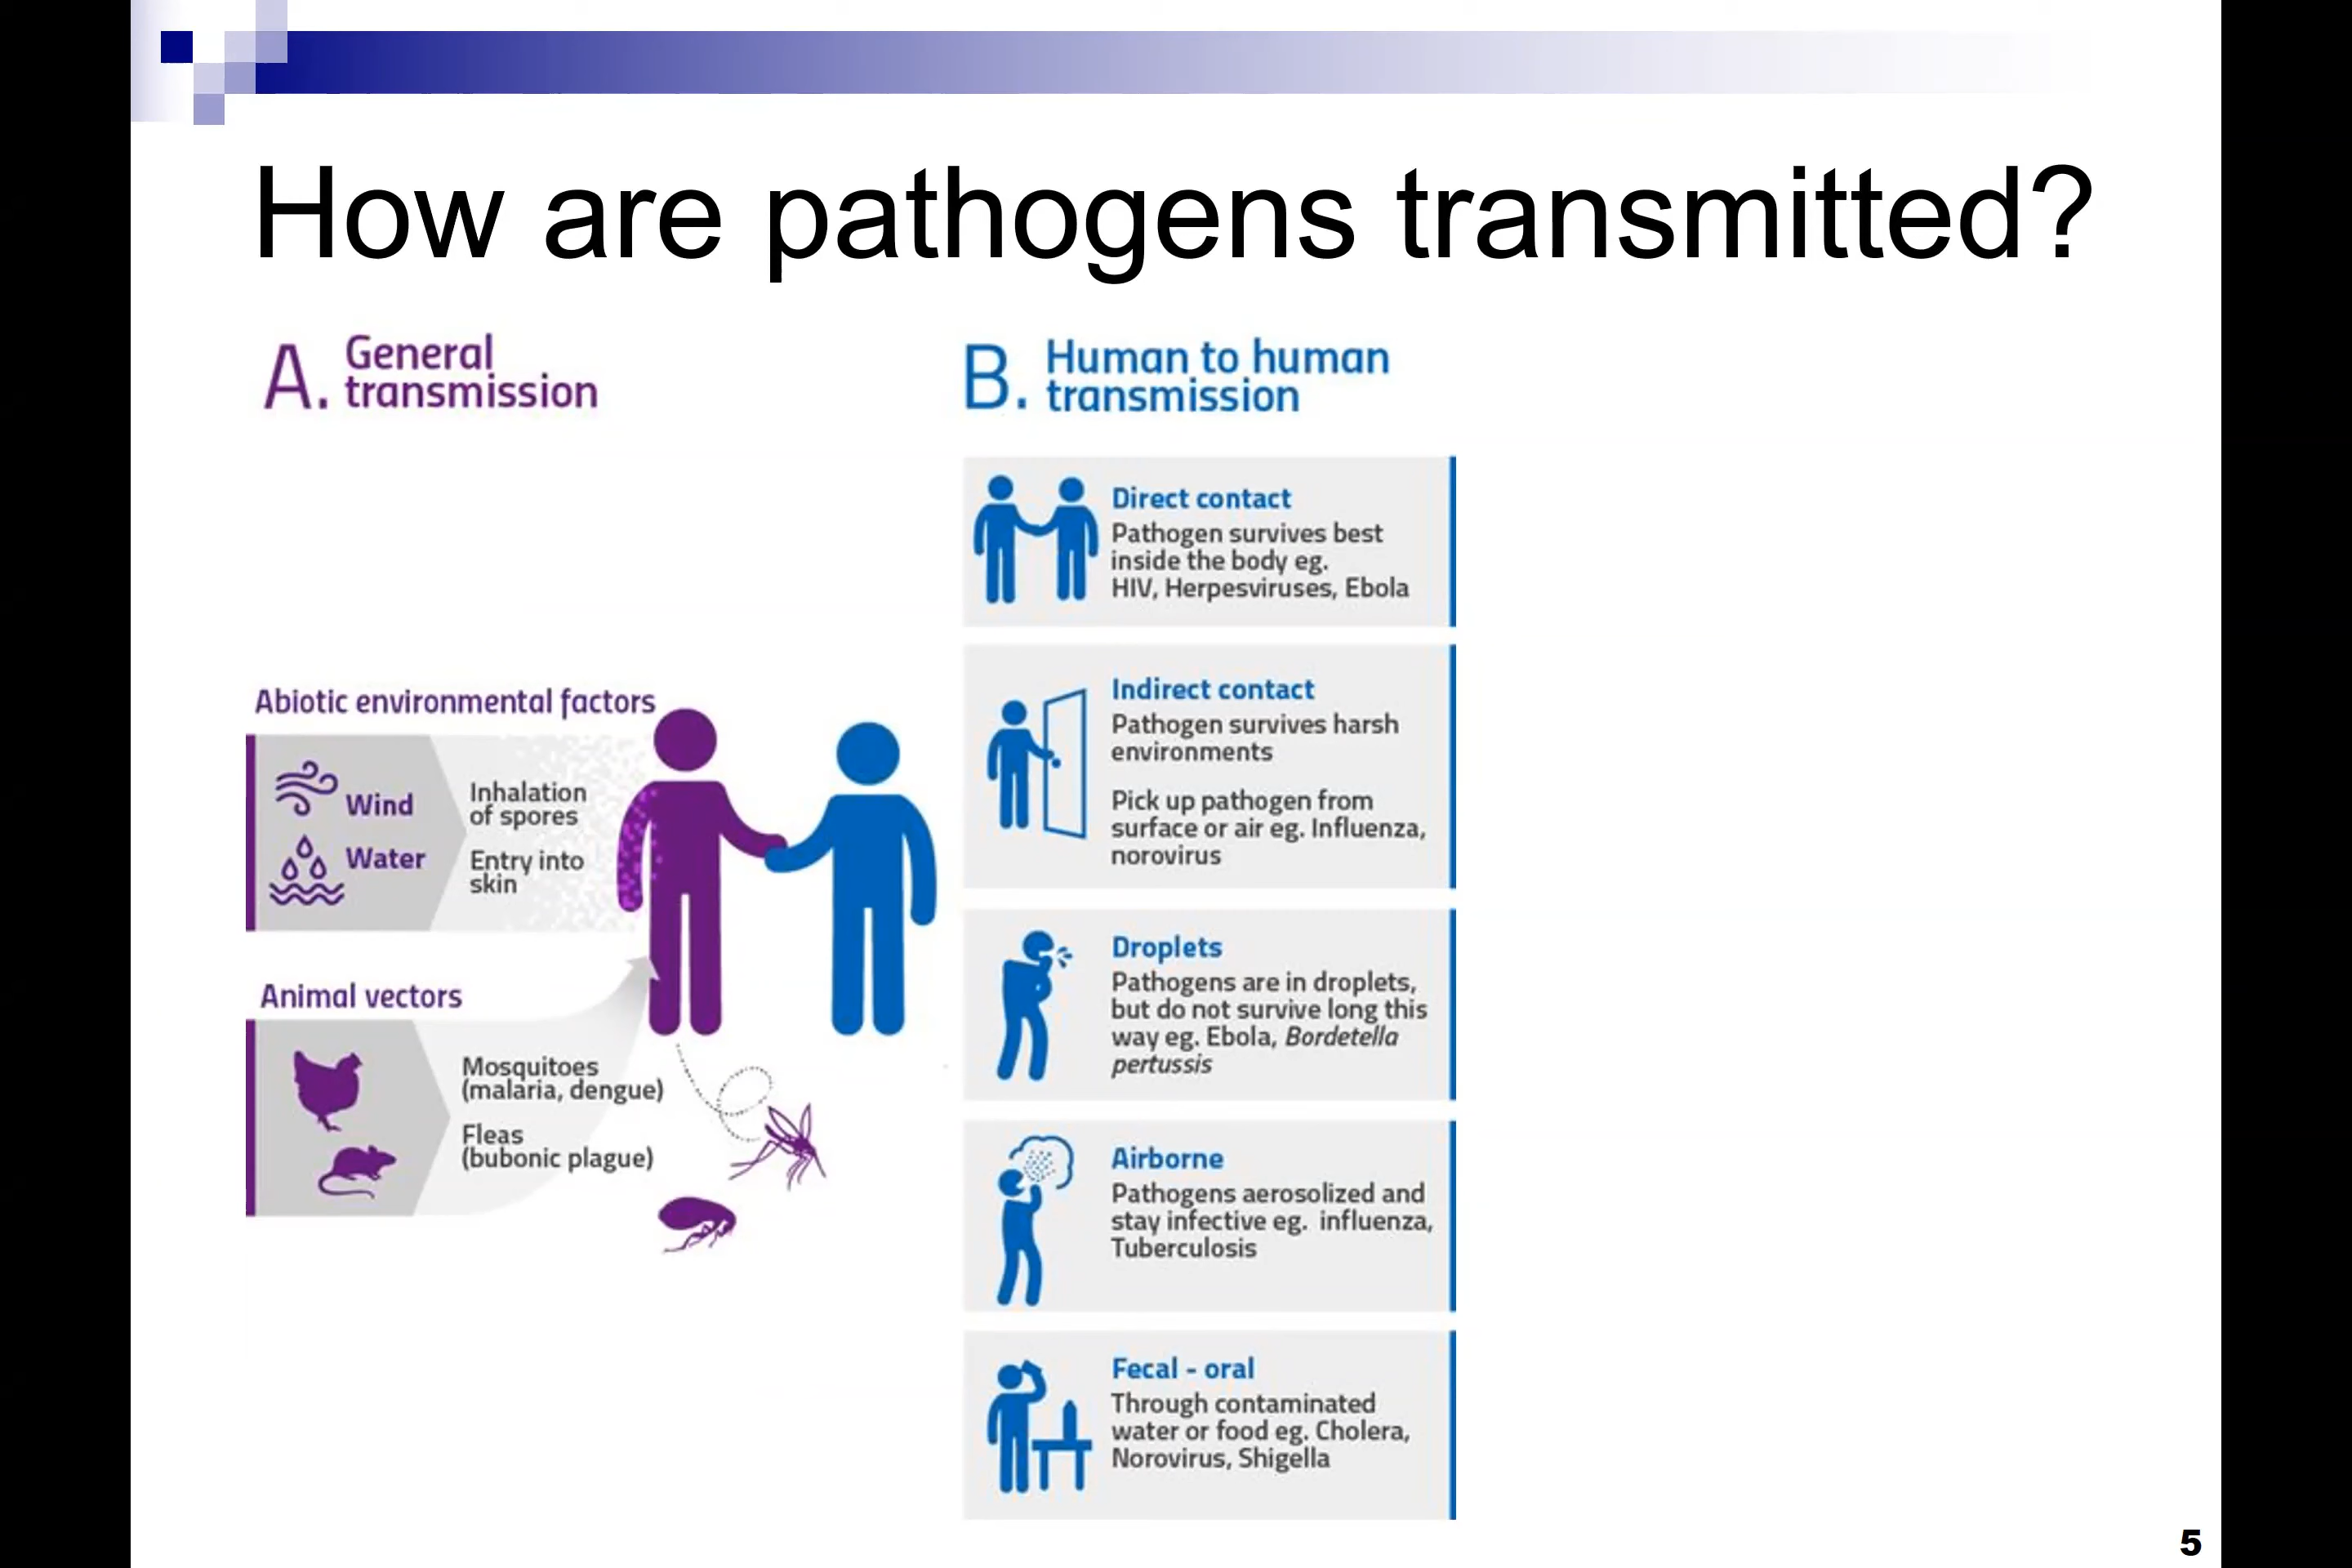 How are pathogens transmitted?
A. General
transmission
Abiotic environmental factors
Wind
Water
Inhalation
of spores
Entry into
skin
Animal vectors
Mosquitoes
(malaria, dengue)
Fleas
(bubonic plague)
B. Human to human
transmission
Direct contact
Pathogen survives best
inside the body eg.
HIV, Herpesviruses, Ebola
Indirect contact
Pathogen survives harsh
environments
Pick up pathogen from
surface or air eg. Influenza,
norovirus
Droplets
Pathogens are in droplets,
but do not survive long this
way eg. Ebola, Bordetella
pertussis
Airborne
Pathogens aerosolized and
stay infective eg. influenza,
Tuberculosis
Fecal - oral
Through contaminated
water or food eg. Cholera,
Norovirus, Shigella
5